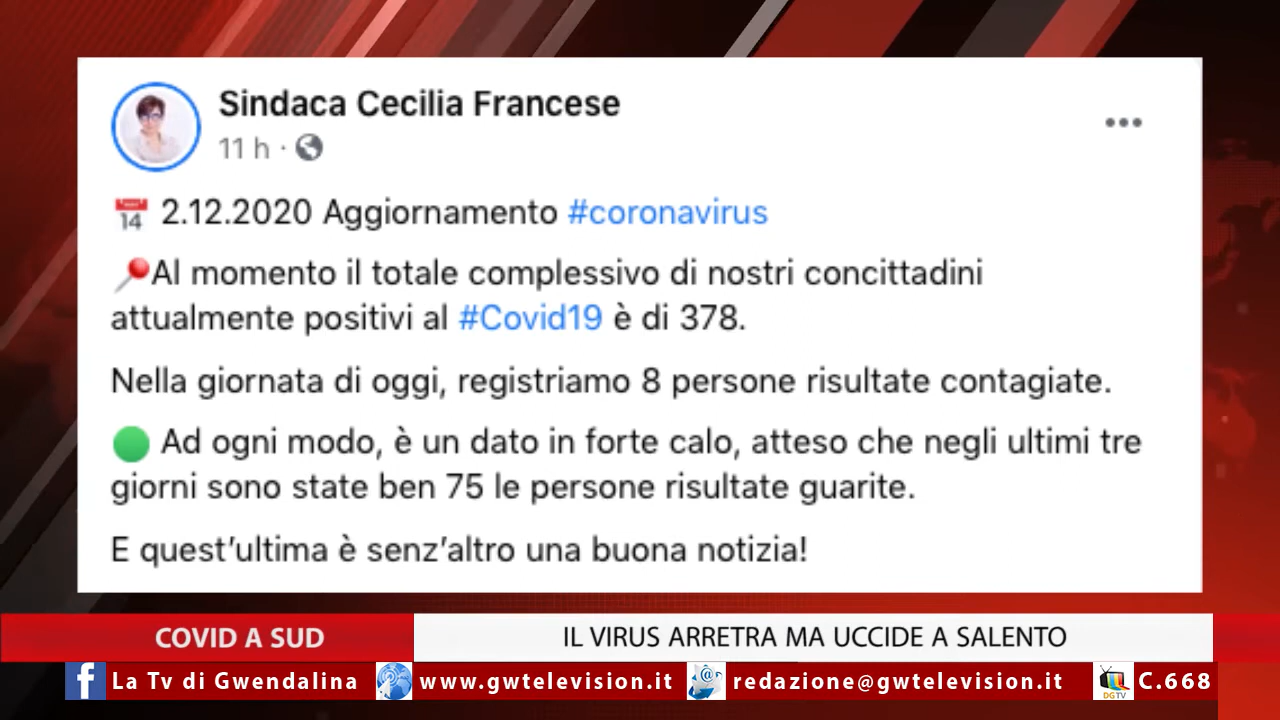 Sindaca Cecilia Francese
11 h ·
14 2.12.2020 Aggiornamento #coronavirus
Al momento il totale complessivo di nostri concittadini
attualmente positivi al #Covid19 è di 378.
Nella giornata di oggi, registriamo 8 persone risultate contagiate.
Ad ogni modo, è un dato in forte calo, atteso che negli ultimi tre
giorni sono state ben 75 le persone risultate guarite.
E quest’ultima è senz’altro una buona notizia!
COVID A SUD
IL VIRUS ARRETRA MA UCCIDE A SALENTO
f La Tv di Gwendalina www.gwtelevision.it redazione@gwtelevision.it DGTV C.668